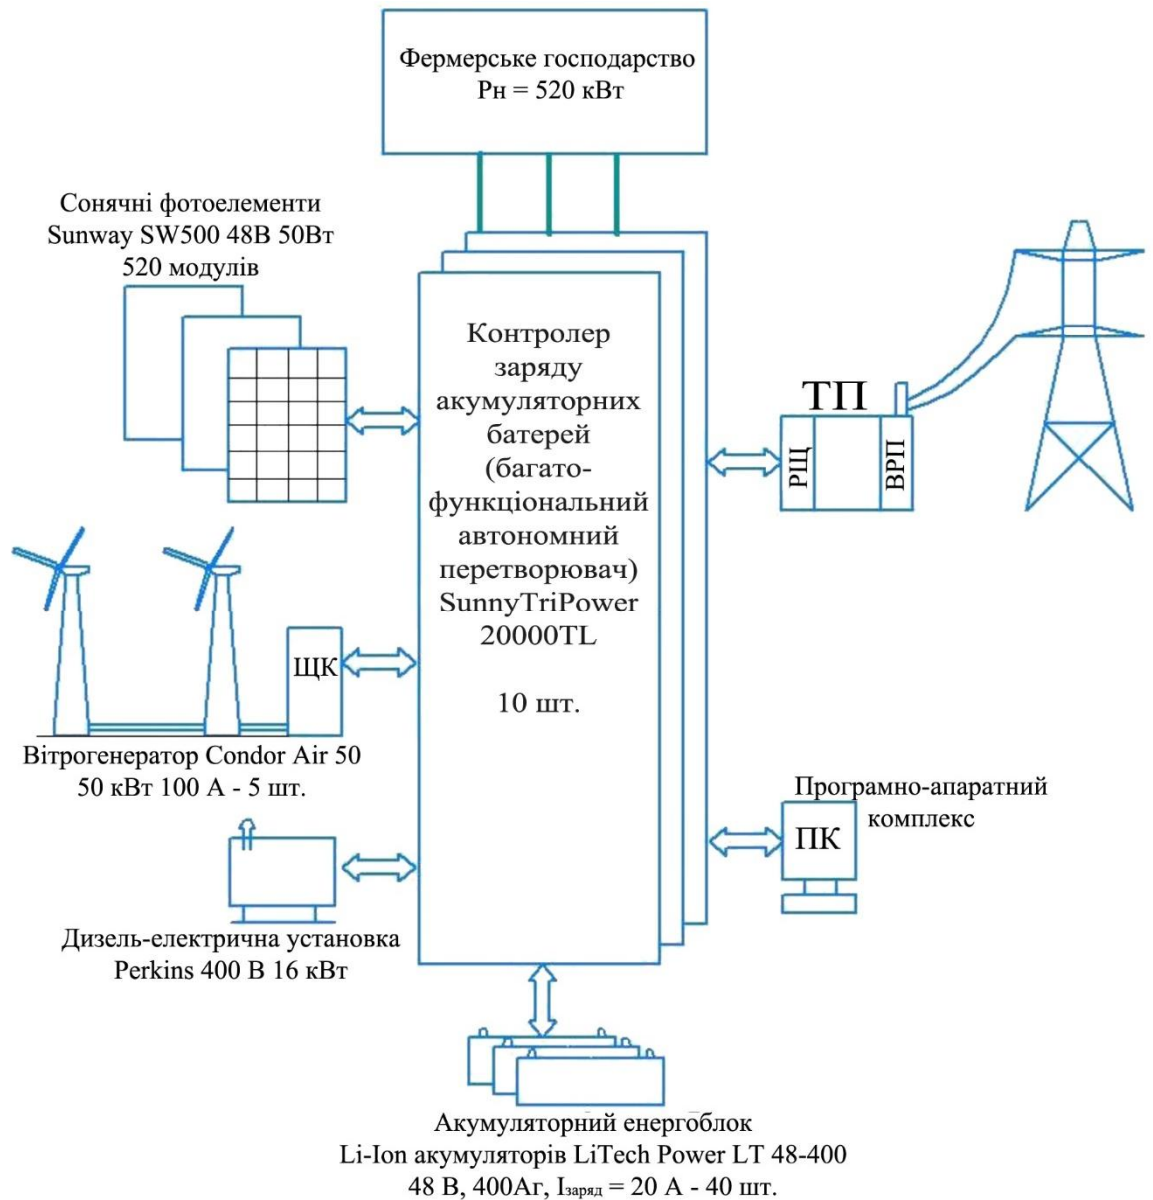 Фермерське господарство
Рн = 520 кВт
Сонячні фотоелементи
Sunway SW500 48В 50Вт
520 модулів
Контролер
заряду
акумуляторних
батерей
(багато-
функціональний
автономний
перетворювач)
SunnyTriPower
20000TL
10 шт.
ТП
РЩ
ВРП
ЩК
Вітрогенератор Condor Air 50
50 кВт 100 А - 5 шт.
Програмно-апаратний
комплекс
ПК
Дизель-електрична установка
Perkins 400 В 16 кВт
Акумуляторний енергоблок
Li-Ion акумуляторів LiTech Power LT 48-400
48 В, 400Аг, Iзаряд = 20 А - 40 шт.